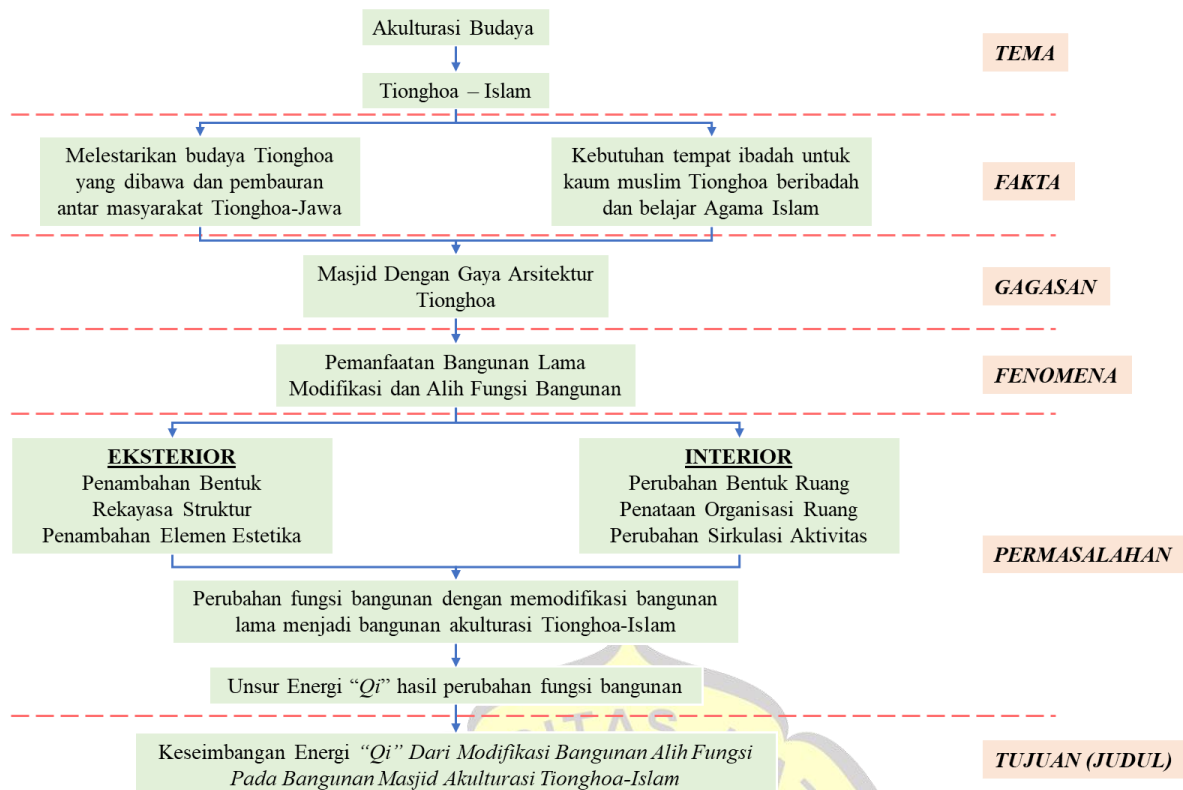 Akulturasi Budaya
TEMA
Tionghoa – Islam
Melestarikan budaya Tionghoa
yang dibawa dan pembauran
antar masyarakat Tionghoa-Jawa
Kebutuhan tempat ibadah untuk
kaum muslim Tionghoa beribadah
dan belajar Agama Islam
FAKTA
Masjid Dengan Gaya Arsitektur
Tionghoa
GAGASAN
Pemanfaatan Bangunan Lama
Modifikasi dan Alih Fungsi Bangunan
FENOMENA
EKSTERIOR
Penambahan Bentuk
Rekayasa Struktur
Penambahan Elemen Estetika
INTERIOR
Perubahan Bentuk Ruang
Penataan Organisasi Ruang
Perubahan Sirkulasi Aktivitas
PERMASALAHAN
Perubahan fungsi bangunan dengan memodifikasi bangunan
lama menjadi bangunan akulturasi Tionghoa-Islam
Unsur Energi “Qi” hasil perubahan fungsi bangunan
Keseimbangan Energi “Qi” Dari Modifikasi Bangunan Alih Fungsi
Pada Bangunan Masjid Akulturasi Tionghoa-Islam
TUJUAN (JUDUL)